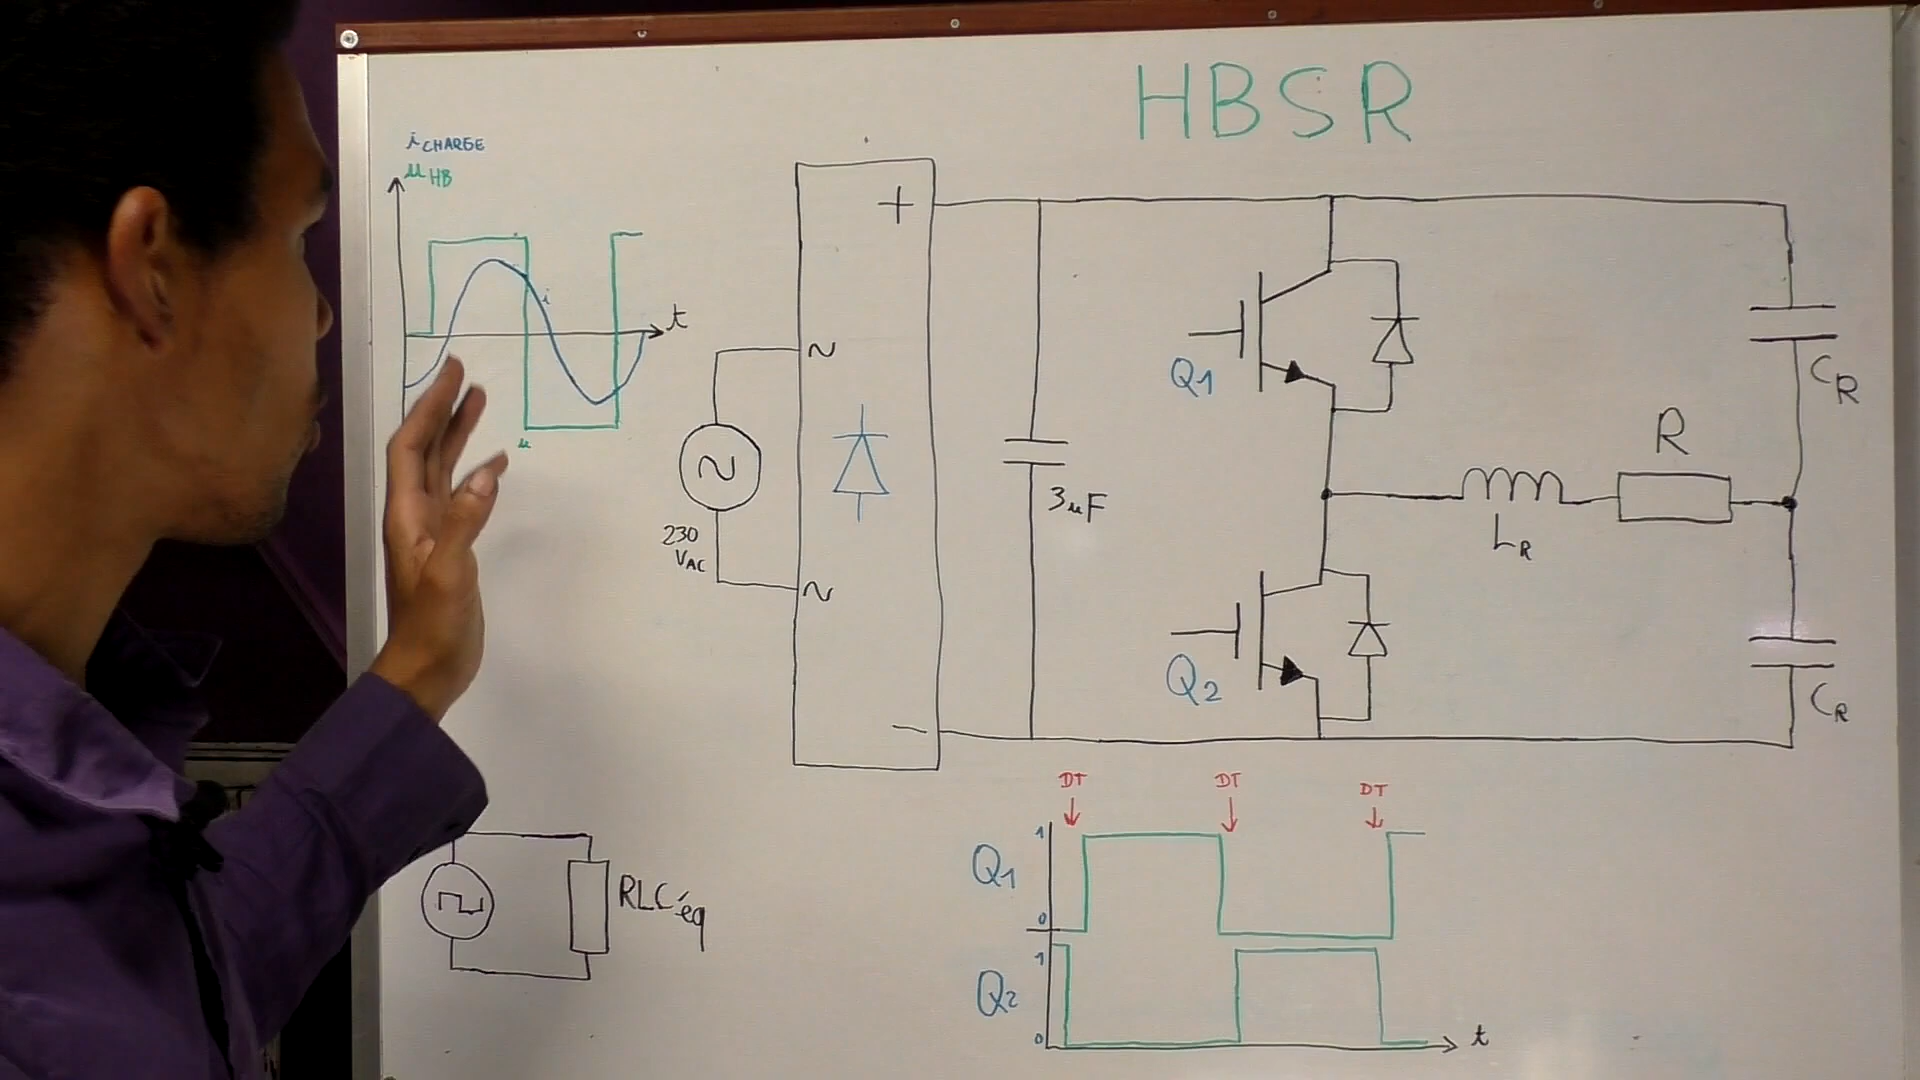 HBSR
i CHARGE
u HB
i
t
u
+
~
~
-
230
VAC
3uF
Q1
Q2
LR
R
CR
CR
RLC éq
DT DT DT
Q1
1
0
Q2
1
0
t